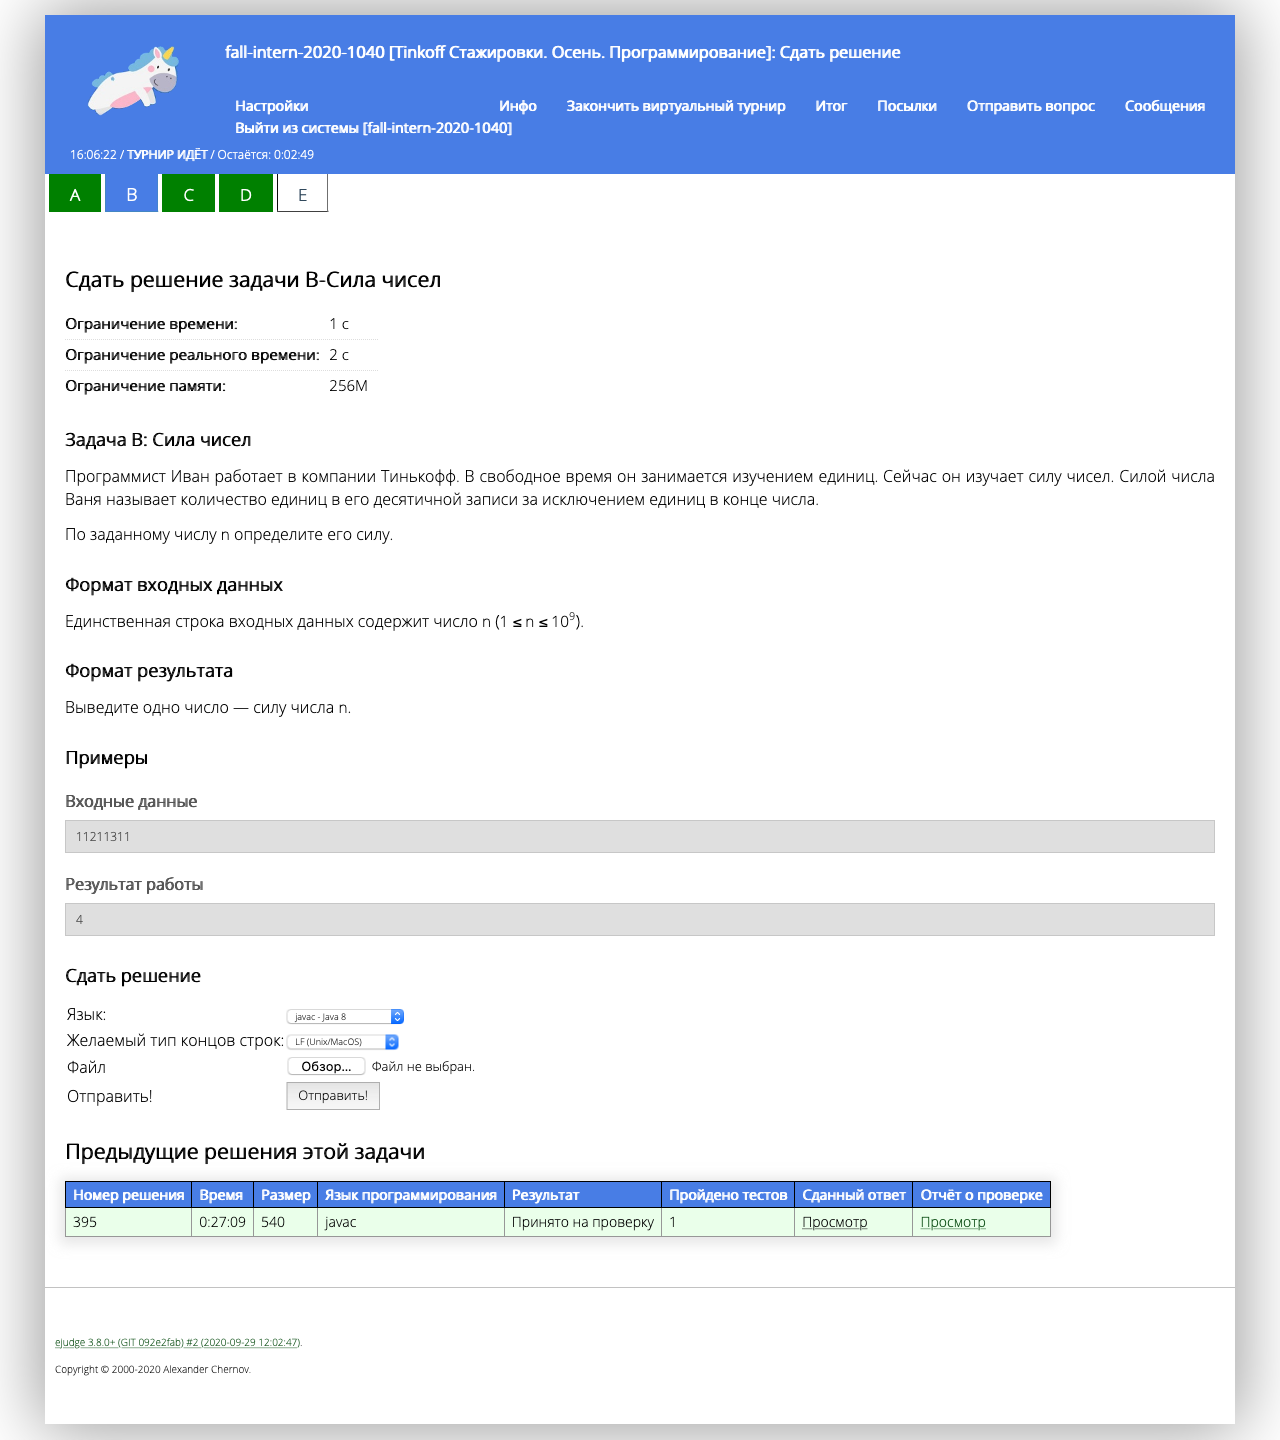 fall-intern-2020-1040 [Tinkoff Стажировки. Осень. Программирование]: Сдать решение
Настройки Инфо Закончить виртуальный турнир Итог Посылки Отправить вопрос Сообщения
Выйти из системы [fall-intern-2020-1040]
16:06:22 / ТУРНИР ИДЁТ / Остаётся: 0:02:49
A B C D E
Сдать решение задачи B-Сила чисел
Ограничение времени: 1 с
Ограничение реального времени: 2 с
Ограничение памяти: 256M
Задача B: Сила чисел
Программист Иван работает в компании Тинькофф. В свободное время он занимается изучением единиц. Сейчас он изучает силу чисел. Силой числа
Ваня называет количество единиц в его десятичной записи за исключением единиц в конце числа.
По заданному числу n определите его силу.
Формат входных данных
Единственная строка входных данных содержит число n (1 ≤ n ≤ 10⁹).
Формат результата
Выведите одно число — силу числа n.
Примеры
Входные данные
11211311
Результат работы
4
Сдать решение
Язык: javac - Java 8
Желаемый тип концов строк: LF (Unix/MacOS)
Файл Обзор... Файл не выбран.
Отправить! Отправить!
Предыдущие решения этой задачи
Номер решения Время Размер Язык программирования Результат Пройдено тестов Сданный ответ Отчёт о проверке
395 0:27:09 540 javac Принято на проверку 1 Просмотр Просмотр
ejudge 3.8.0+ (GIT 092e2fab) #2 (2020-09-29 12:02:47).
Copyright © 2000-2020 Alexander Chernov.